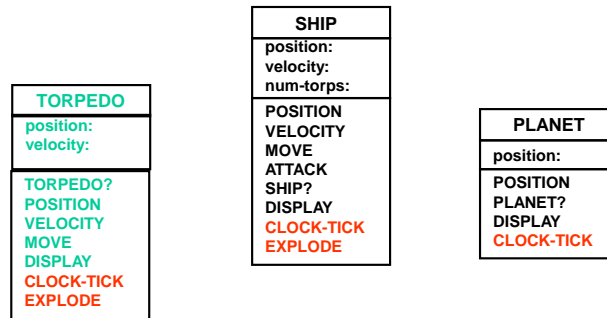 TORPEDO
position:
velocity:
TORPEDO?
POSITION
VELOCITY
MOVE
DISPLAY
CLOCK-TICK
EXPLODE
SHIP
position:
velocity:
num-torps:
POSITION
VELOCITY
MOVE
ATTACK
SHIP?
DISPLAY
CLOCK-TICK
EXPLODE
PLANET
position:
POSITION
PLANET?
DISPLAY
CLOCK-TICK